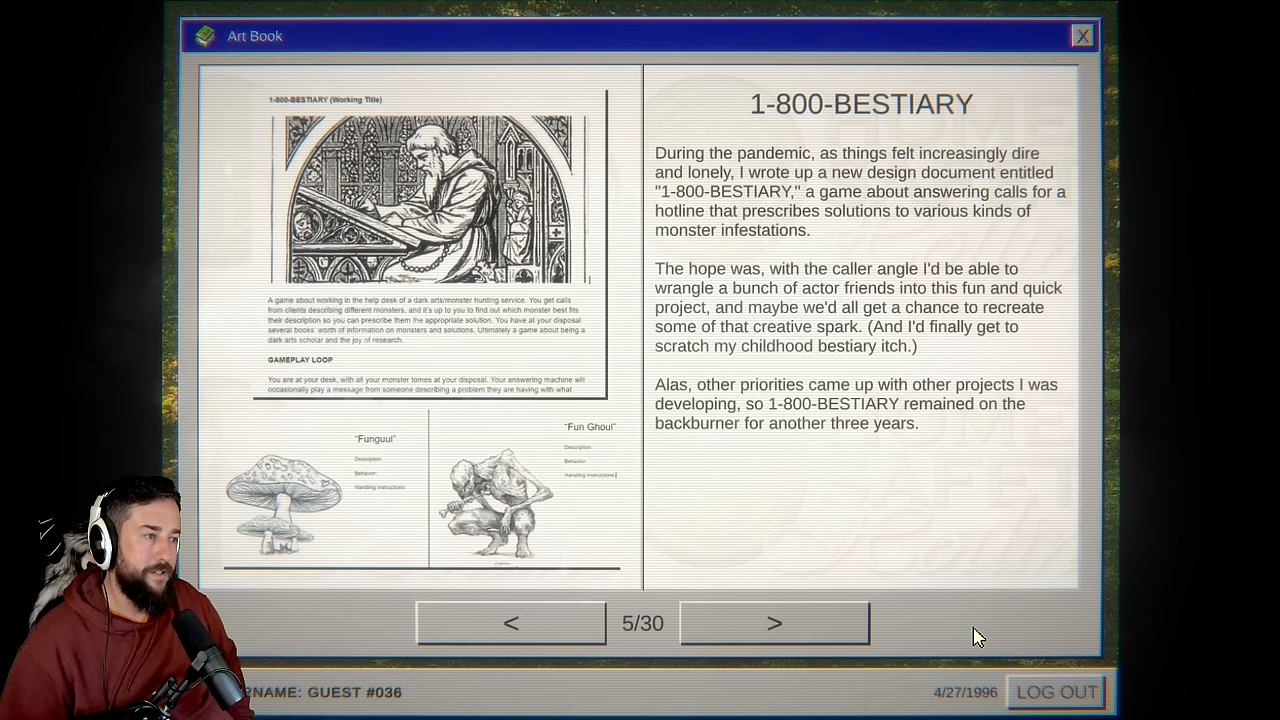 Art Book
X
1-800-BESTIARY (Working Title)
A game about working in the help desk of a dark arts/monster hunting service. You get calls
from clients describing different monsters, and it's up to you to find out which monster best fits
their description so you can prescribe them the appropriate solution. You have at your disposal
several books' worth of information on monsters and solutions. Ultimately a game about being a
dark arts scholar and the joy of research.
GAMEPLAY LOOP
You are at your desk, with all your monster tomes at your disposal. Your answering machine will
occasionally play a message from someone describing a problem they are having with what
"Funguul"
Description:
Behavior:
Handling Instructions:
"Fun Ghoul"
Description:
Behavior:
Handling Instructions:
1-800-BESTIARY
During the pandemic, as things felt increasingly dire
and lonely, I wrote up a new design document entitled
"1-800-BESTIARY," a game about answering calls for a
hotline that prescribes solutions to various kinds of
monster infestations.
The hope was, with the caller angle I'd be able to
wrangle a bunch of actor friends into this fun and quick
project, and maybe we'd all get a chance to recreate
some of that creative spark. (And I'd finally get to
scratch my childhood bestiary itch.)
Alas, other priorities came up with other projects I was
developing, so 1-800-BESTIARY remained on the
backburner for another three years.
< 5/30 >
RNAME: GUEST #036
4/27/1996
LOG OUT